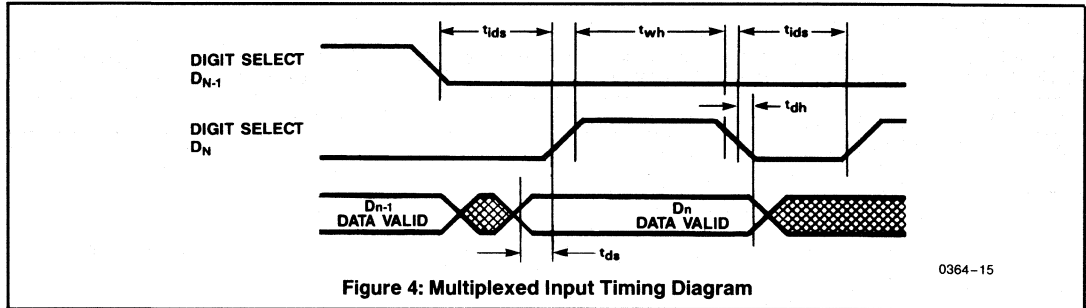 tids
twh
tids
DIGIT SELECT
DN-1
tdh
DIGIT SELECT
DN
Dn-1
DATA VALID
Dn
DATA VALID
tds
0364-15
Figure 4: Multiplexed Input Timing Diagram